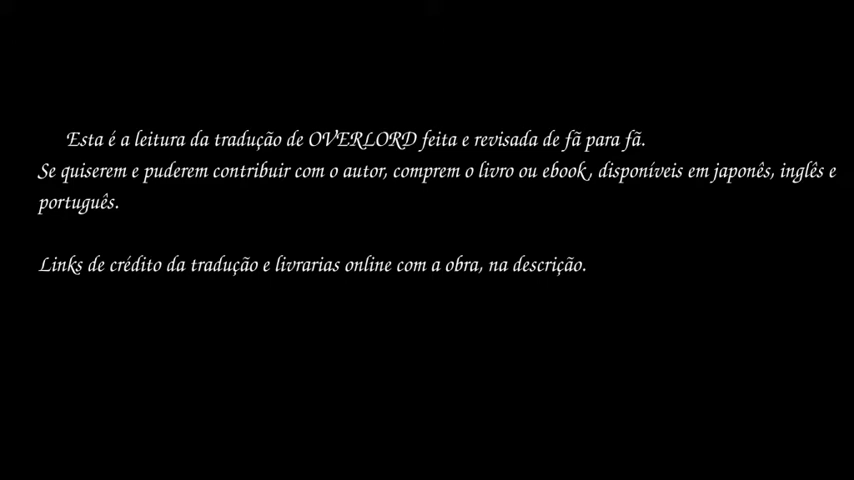 Esta é a leitura da tradução de OVERLORD feita e revisada de fã para fã.
Se quiserem e puderem contribuir com o autor, comprem o livro ou ebook, disponíveis em japonês, inglês e
português.
Links de crédito da tradução e livrarias online com a obra, na descrição.